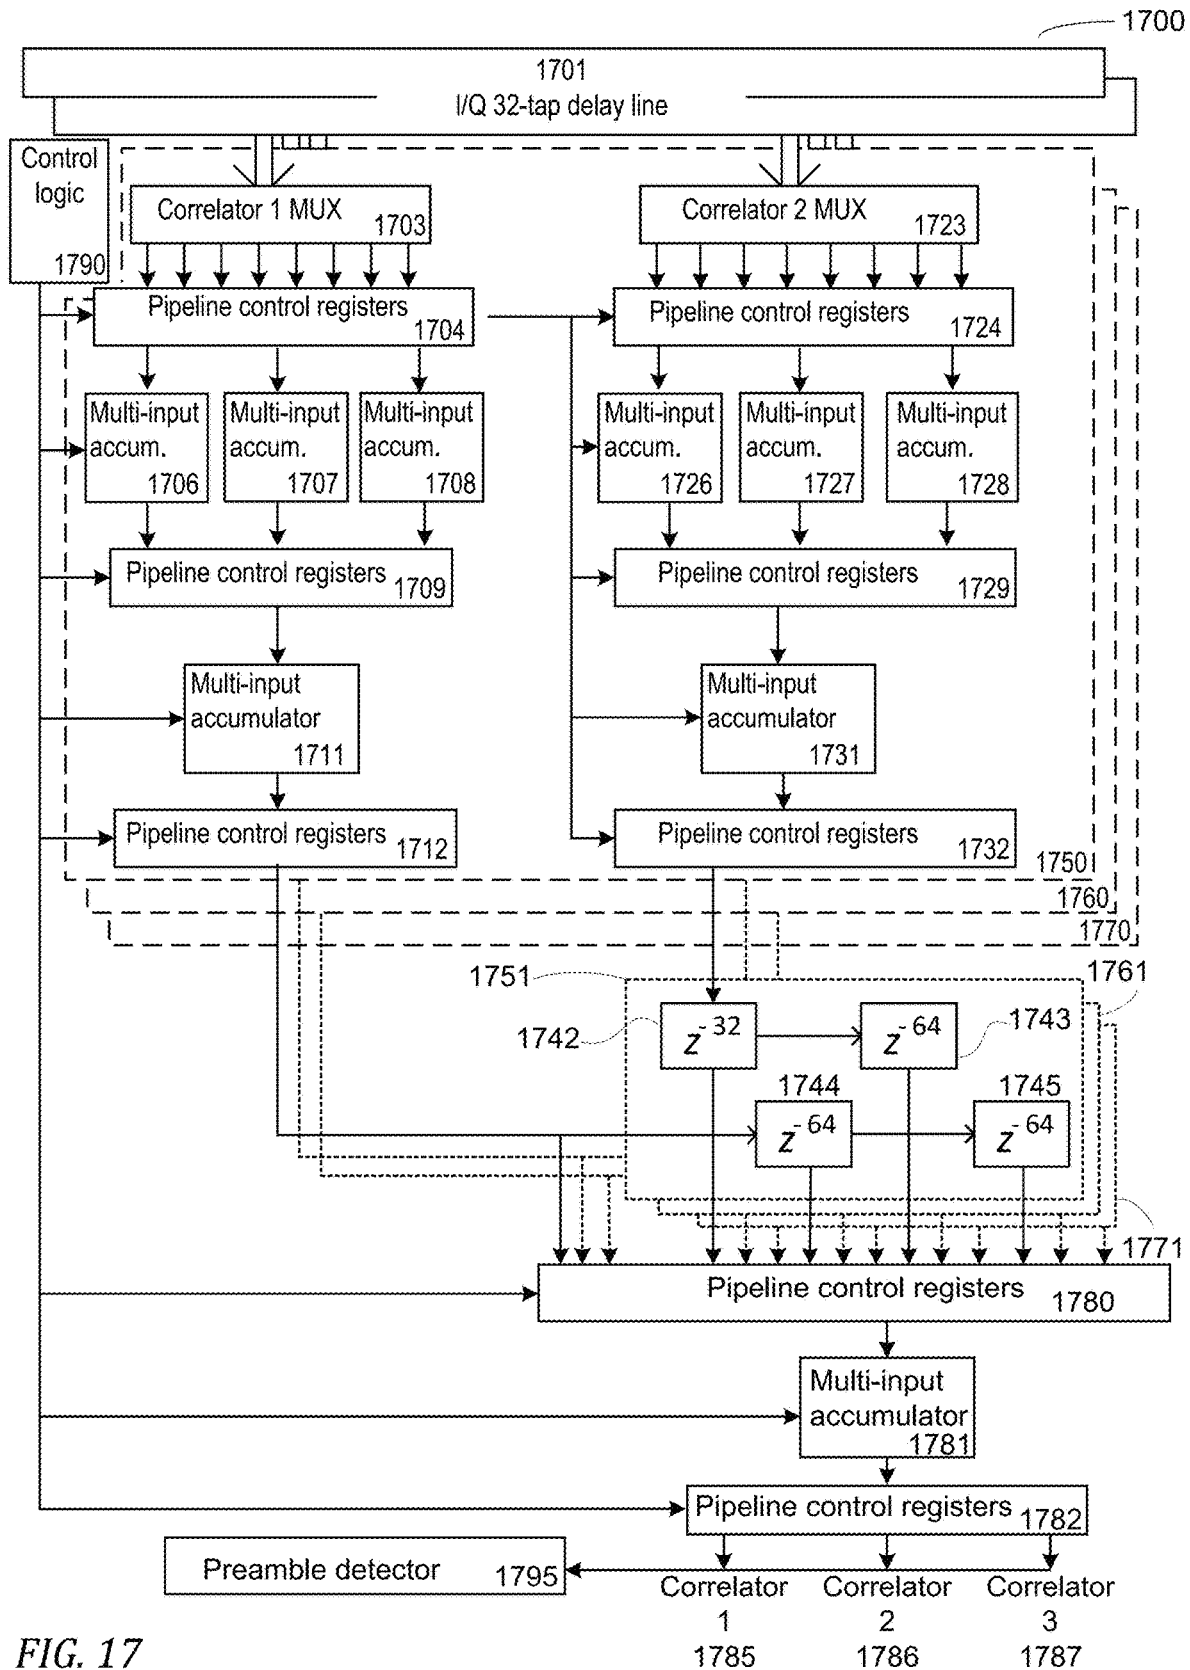 1700
1701
I/Q 32-tap delay line
Control
logic
1790
Correlator 1 MUX
1703
Correlator 2 MUX
1723
Pipeline control registers
1704
Pipeline control registers
1724
Multi-input
accum.
1706
Multi-input
accum.
1707
Multi-input
accum.
1708
Multi-input
accum.
1726
Multi-input
accum.
1727
Multi-input
accum.
1728
Pipeline control registers
1709
Pipeline control registers
1729
Multi-input
accumulator
1711
Multi-input
accumulator
1731
Pipeline control registers
1712
Pipeline control registers
1732
1750
1760
1770
1751
1761
1742
z-32
z-64
1743
1744
z-64
1745
z-64
1771
Pipeline control registers
1780
Multi-input
accumulator
1781
Pipeline control registers
1782
Preamble detector
1795
Correlator
1
1785
Correlator
2
1786
Correlator
3
1787
FIG. 17